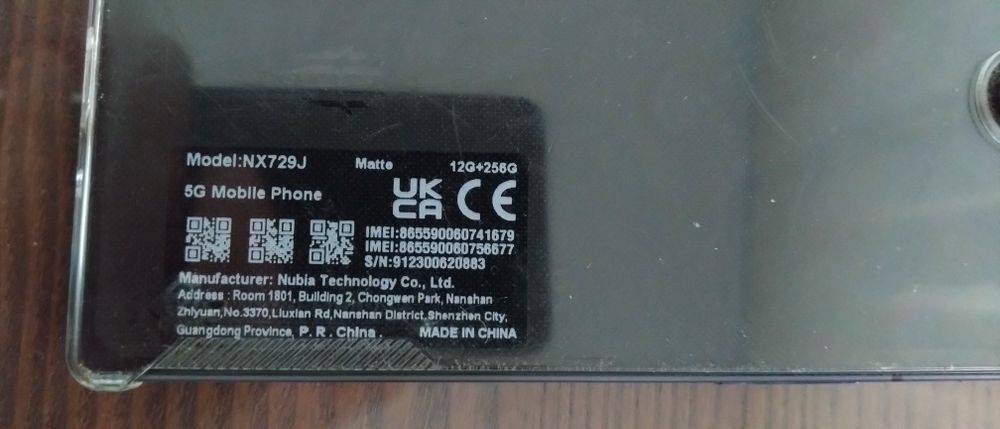 Model:NX729J Matte 12G+256G
5G Mobile Phone UK CA CE
IMEI:865590060741679
IMEI:865590060756677
S/N:912300620883
Manufacturer: Nubia Technology Co., Ltd.
Address : Room 1801, Building 2, Chongwen Park, Nanshan
Zhiyuan,No.3370,Liuxian Rd,Nanshan District,Shenzhen City,
Guangdong Province, P. R. China. MADE IN CHINA